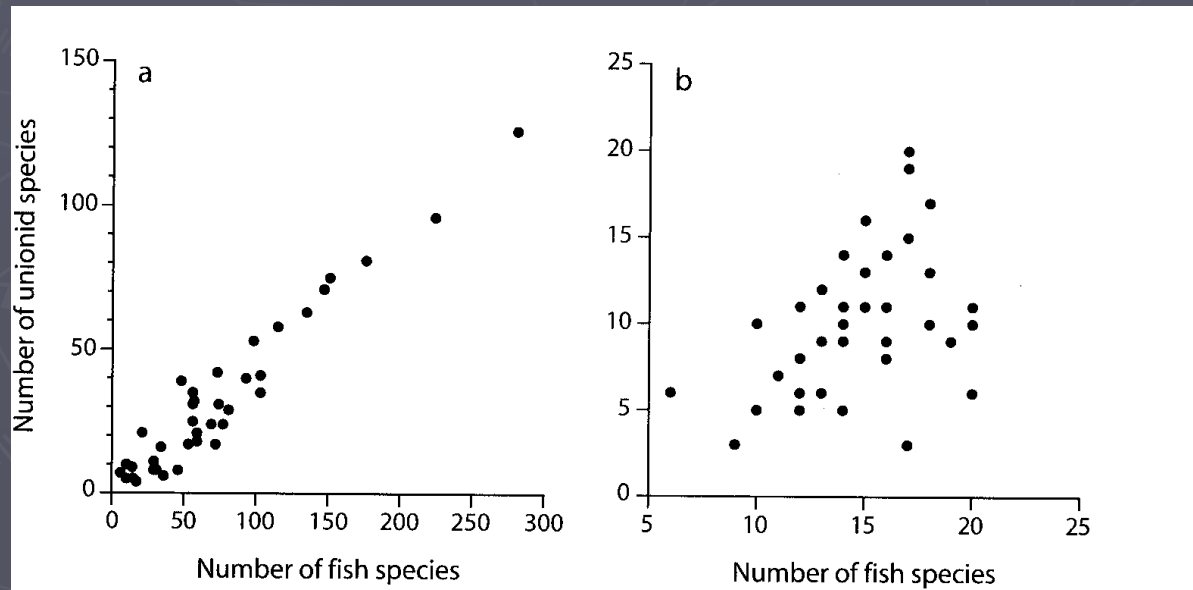 a
150
100
50
0
0 50 100 150 200 250 300
Number of unionid species
Number of fish species
b
25
20
15
10
5
0
5 10 15 20 25
Number of fish species